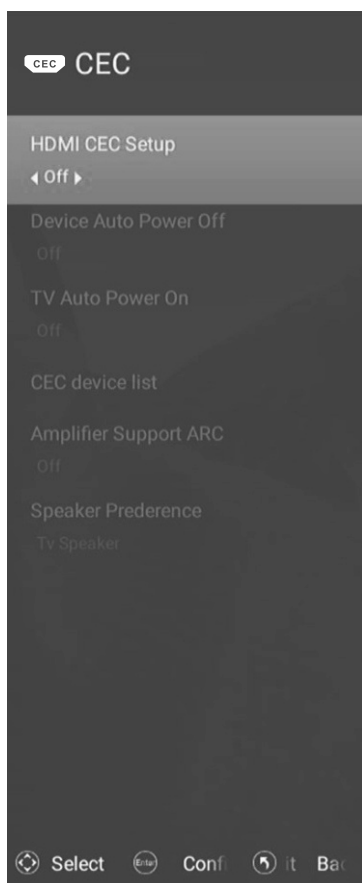 CEC CEC
HDMI CEC Setup
Off
Device Auto Power Off
Off
TV Auto Power On
Off
CEC device list
Amplifier Support ARC
Off
Speaker Prederence
Tv Speaker
Select Enter Conf it Bac